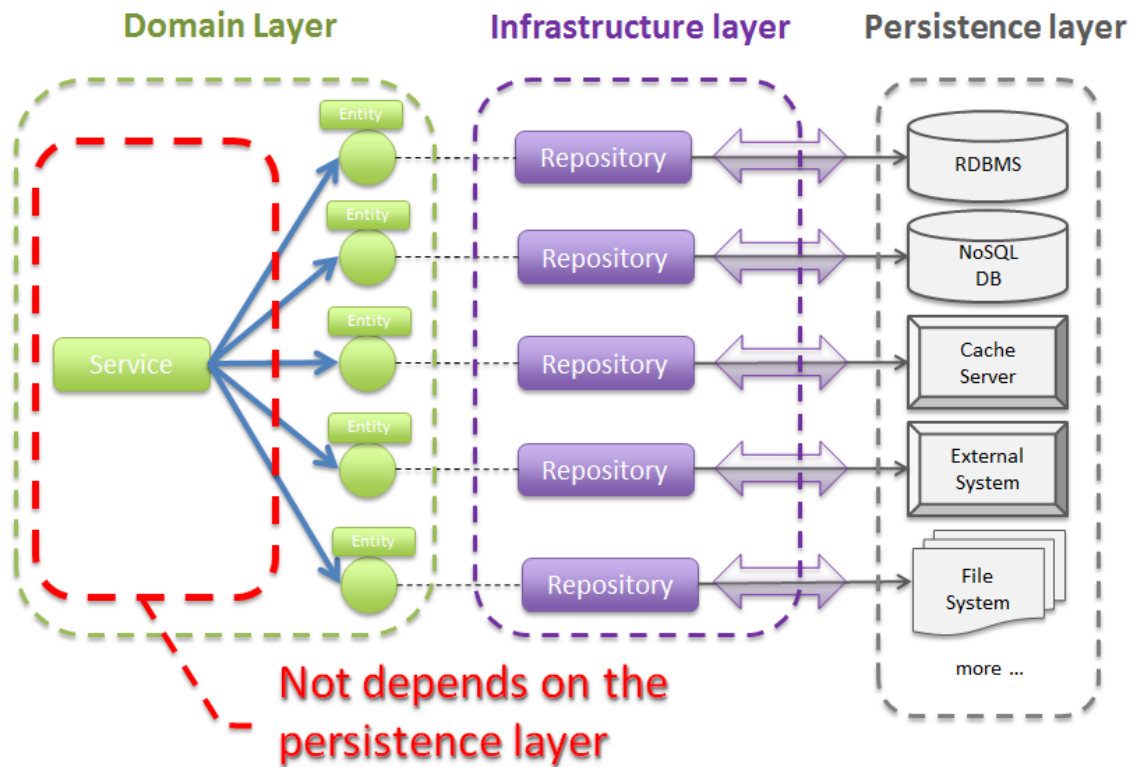 Domain Layer
Infrastructure layer
Persistence layer
Entity
Repository
RDBMS
Entity
Repository
NoSQL
DB
Entity
Service
Repository
Cache
Server
Entity
Repository
External
System
Entity
Repository
File
System
more ...
Not depends on the
persistence layer